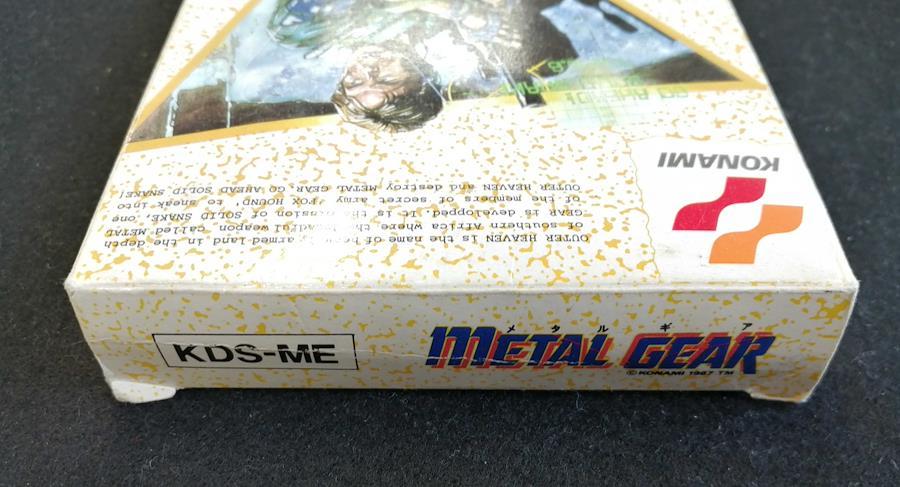 KONAMI
OUTER HEAVEN is the name of heavy armed land in the depth
of southern Africa where the dreadful weapon called METAL
GEAR is developped. It is the mission of SOLID SNAKE, one
of the members of secret army 'FOX HOUND' to sneak into
OUTER HEAVEN and destroy METAL GEAR. GO AHEAD SOLID SNAKE!
KDS-ME
メタルギア
METAL GEAR
©KONAMI 1987 TM